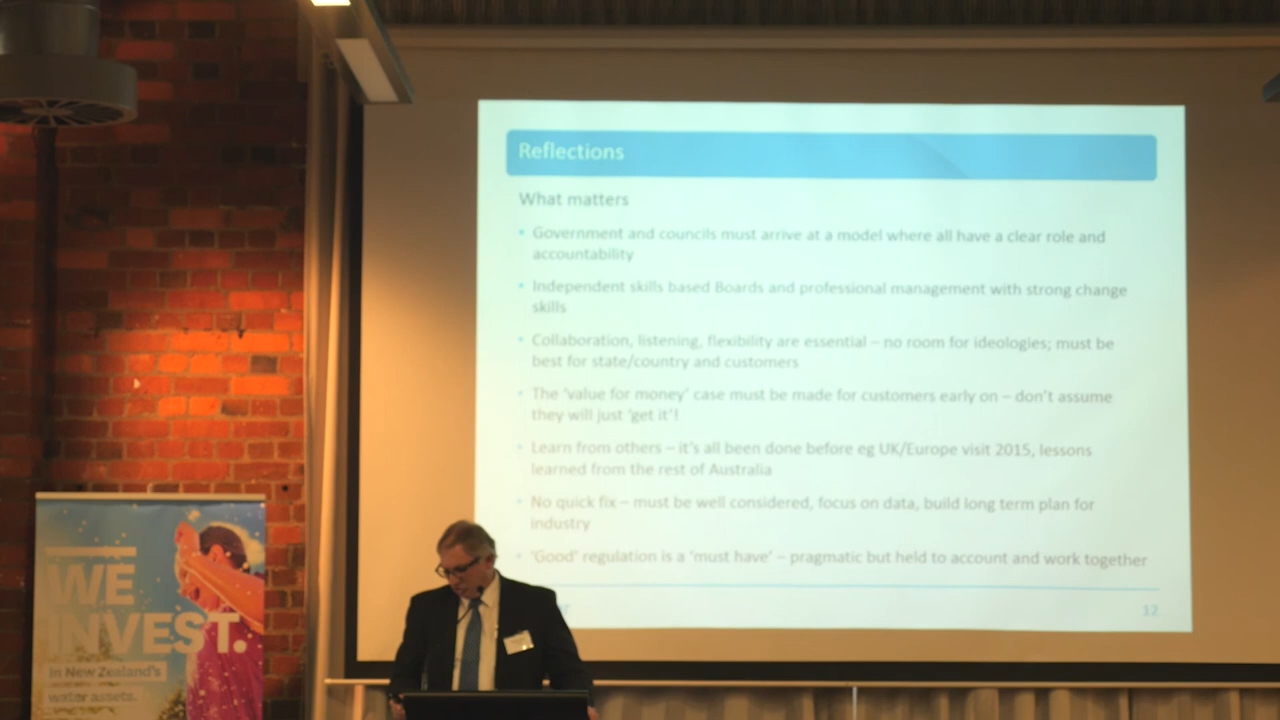 Reflections
What matters
• Government and councils must arrive at a model where all have a clear role and
accountability
• Independent skills based Boards and professional management with strong change
skills
• Collaboration, listening, flexibility are essential – no room for ideologies; must be
best for state/country and customers
• The 'value for money' case must be made for customers early on – don't assume
they will just 'get it'!
• Learn from others – it's all been done before eg UK/Europe visit 2015, lessons
learned from the rest of Australia
• No quick fix – must be well considered, focus on data, build long term plan for
industry
• 'Good' regulation is a 'must have' – pragmatic but held to account and work together
12
WE
INVEST.
In New Zealand's
water assets.